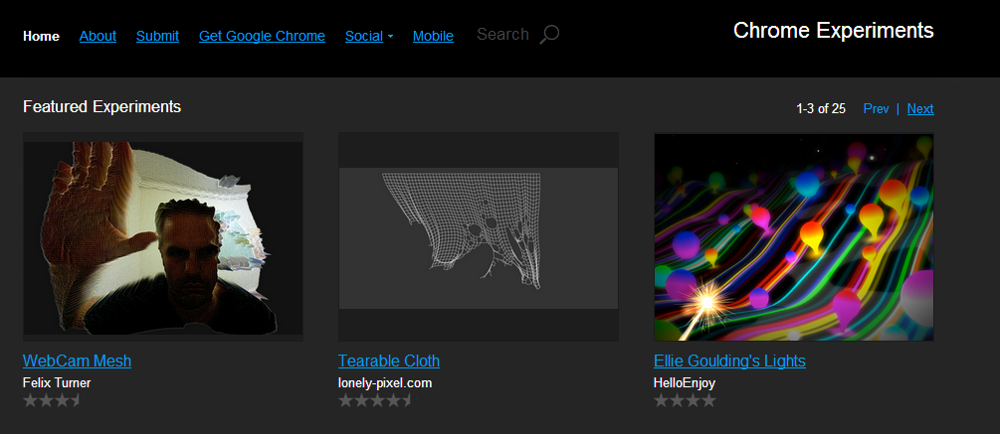 Home About Submit Get Google Chrome Social Mobile Search Chrome Experiments
Featured Experiments 1-3 of 25 Prev | Next
WebCam Mesh
Felix Turner
Tearable Cloth
lonely-pixel.com
Ellie Goulding's Lights
HelloEnjoy